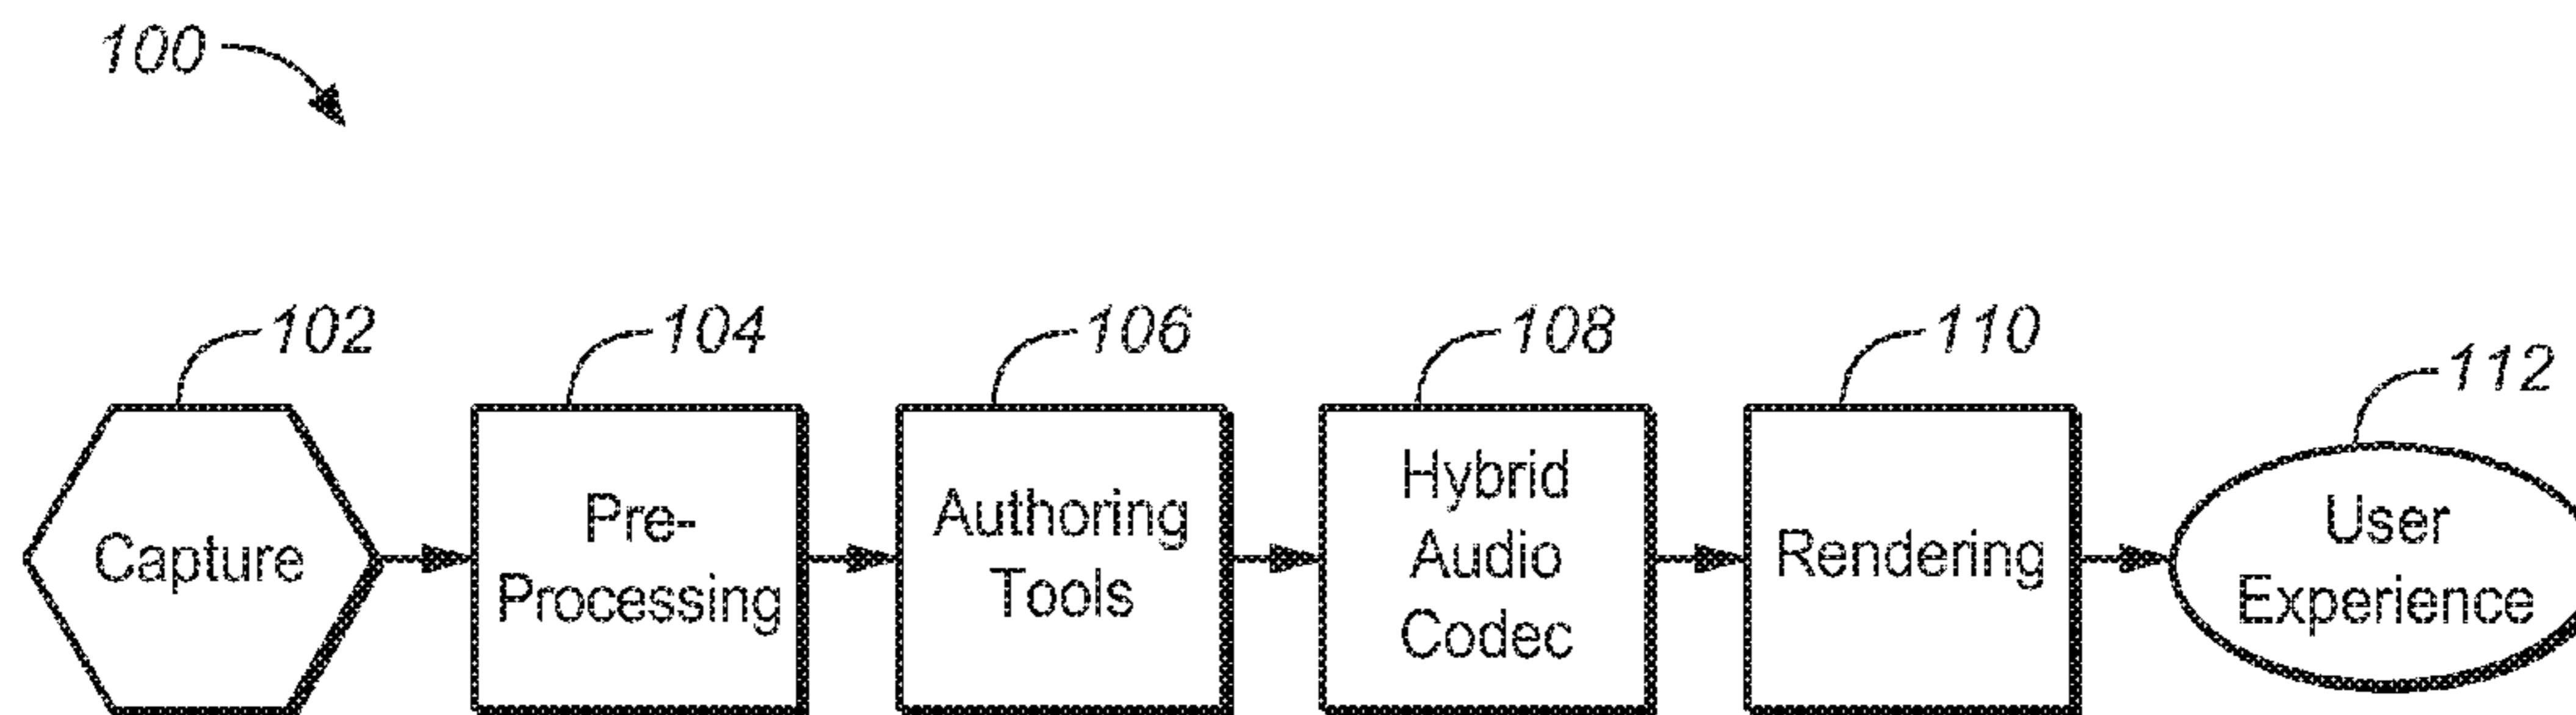 100
102
104
106
108
110
112
Capture
Pre-
Processing
Authoring
Tools
Hybrid
Audio
Codec
Rendering
User
Experience